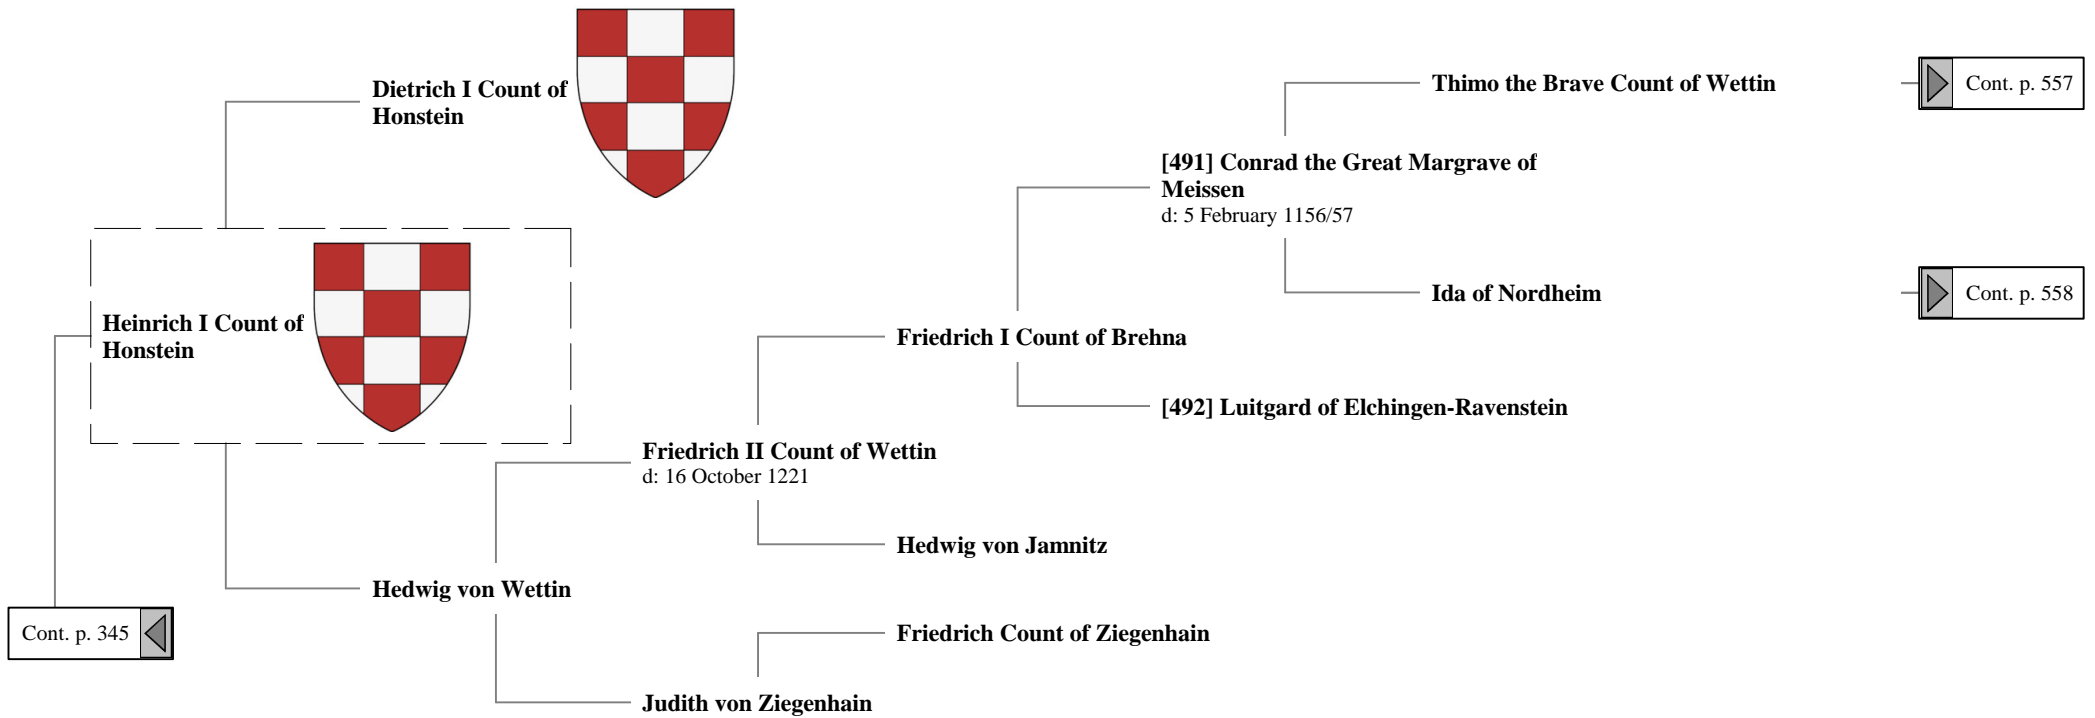 Dietrich I Count of
Honstein
Thimo the Brave Count of Wettin
Cont. p. 557
[491] Conrad the Great Margrave of
Meissen
d: 5 February 1156/57
Ida of Nordheim
Cont. p. 558
Heinrich I Count of
Honstein
Friedrich I Count of Brehna
[492] Luitgard of Elchingen-Ravenstein
Friedrich II Count of Wettin
d: 16 October 1221
Hedwig von Jamnitz
Hedwig von Wettin
Cont. p. 345
Friedrich Count of Ziegenhain
Judith von Ziegenhain